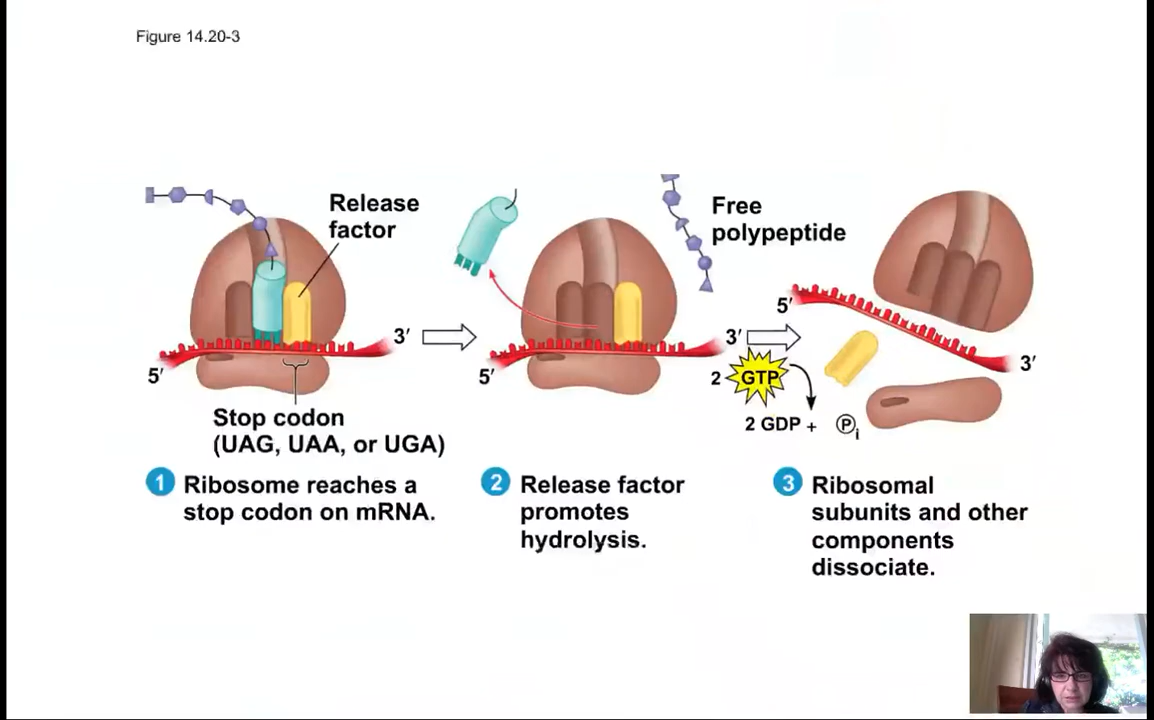 Figure 14.20-3
Release
factor
Free
polypeptide
5′
3′
5′
3′
5′
3′
2 GTP
2 GDP + Pi
Stop codon
(UAG, UAA, or UGA)
1 Ribosome reaches a
stop codon on mRNA.
2 Release factor
promotes
hydrolysis.
3 Ribosomal
subunits and other
components
dissociate.